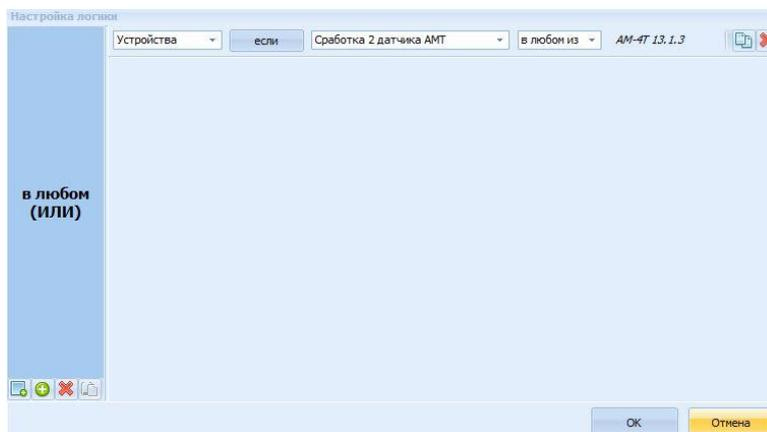 Настройка логики
Устройства если Сработка 2 датчика АМТ в любом из АМ-4Т 13.1.3
в любом
(ИЛИ)
ОК Отмена